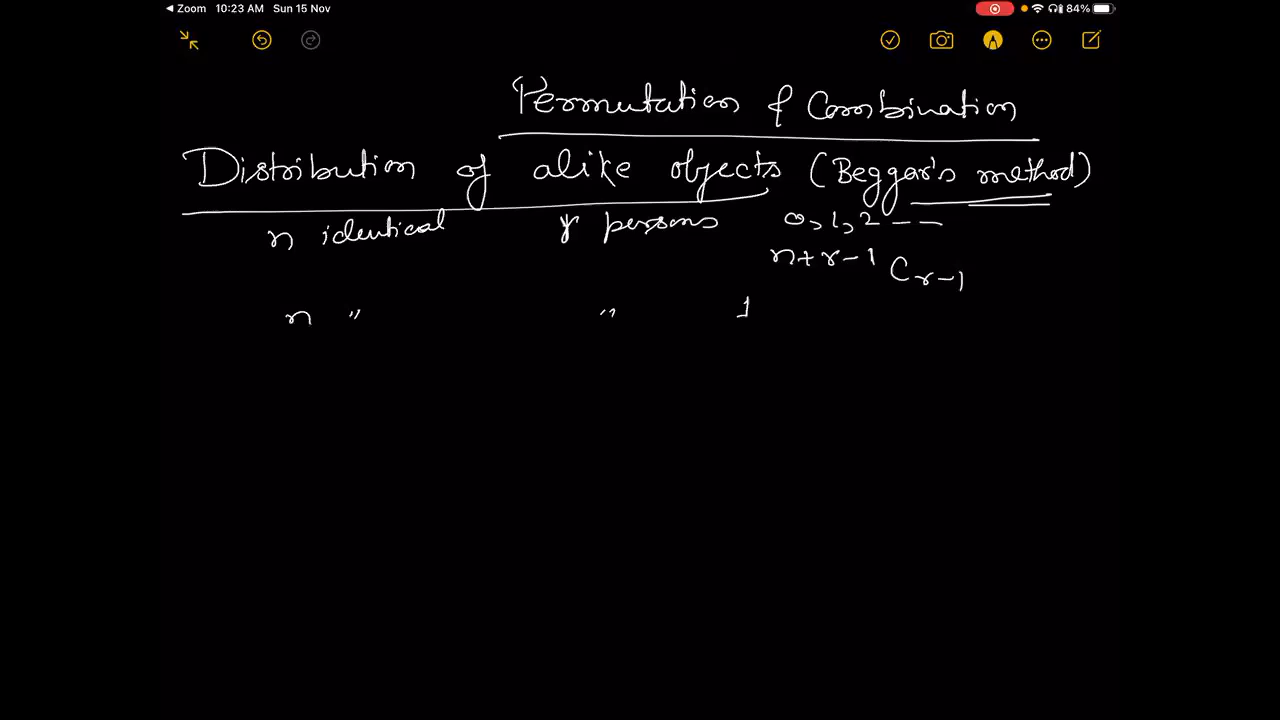 Zoom 10:23 AM Sun 15 Nov 84%
Permutation & Combination
Distribution of alike objects (Beggar's method)
n identical r persons 0, 1, 2 – –
n+r-1 C r-1
n " " 1